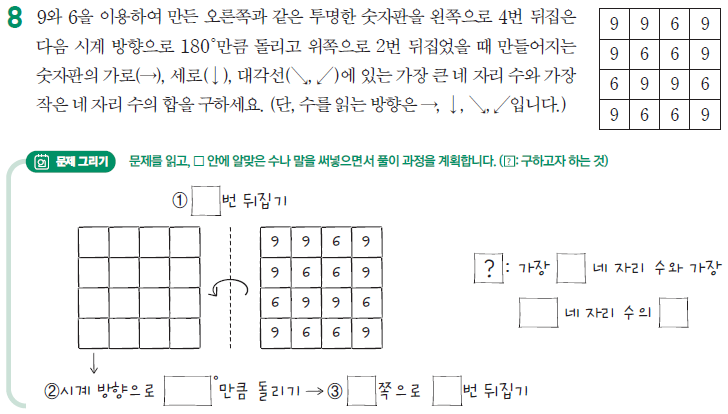 8 9와 6을 이용하여 만든 오른쪽과 같은 투명한 숫자판을 왼쪽으로 4번 뒤집은
다음 시계 방향으로 180°만큼 돌리고 위쪽으로 2번 뒤집었을 때 만들어지는
숫자판의 가로(→), 세로(↓), 대각선(↘, ↙)에 있는 가장 큰 네 자리 수와 가장
작은 네 자리 수의 합을 구하세요. (단, 수를 읽는 방향은 →, ↓, ↘, ↙입니다.)
9 9 6 9
9 6 6 9
6 9 9 6
9 6 6 9
문제 그리기 문제를 읽고, □ 안에 알맞은 수나 말을 써넣으면서 풀이 과정을 계획합니다. (?: 구하고자 하는 것)
① □번 뒤집기
9 9 6 9
9 6 6 9
6 9 9 6
9 6 6 9
?: 가장 □ 네 자리 수와 가장
□ 네 자리 수의 □
②시계 방향으로 □°만큼 돌리기 → ③ □쪽으로 □번 뒤집기